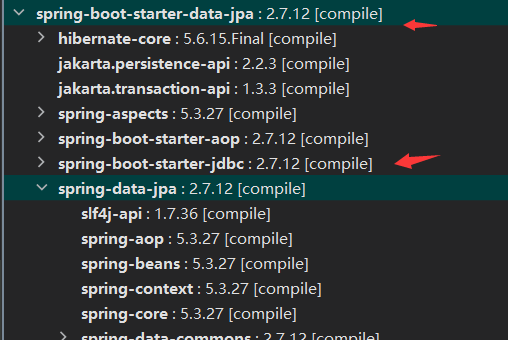 spring-boot-starter-data-jpa : 2.7.12 [compile]
hibernate-core : 5.6.15.Final [compile]
jakarta.persistence-api : 2.2.3 [compile]
jakarta.transaction-api : 1.3.3 [compile]
spring-aspects : 5.3.27 [compile]
spring-boot-starter-aop : 2.7.12 [compile]
spring-boot-starter-jdbc : 2.7.12 [compile]
spring-data-jpa : 2.7.12 [compile]
slf4j-api : 1.7.36 [compile]
spring-aop : 5.3.27 [compile]
spring-beans : 5.3.27 [compile]
spring-context : 5.3.27 [compile]
spring-core : 5.3.27 [compile]
spring-data-commons : 2.7.12 [compile]